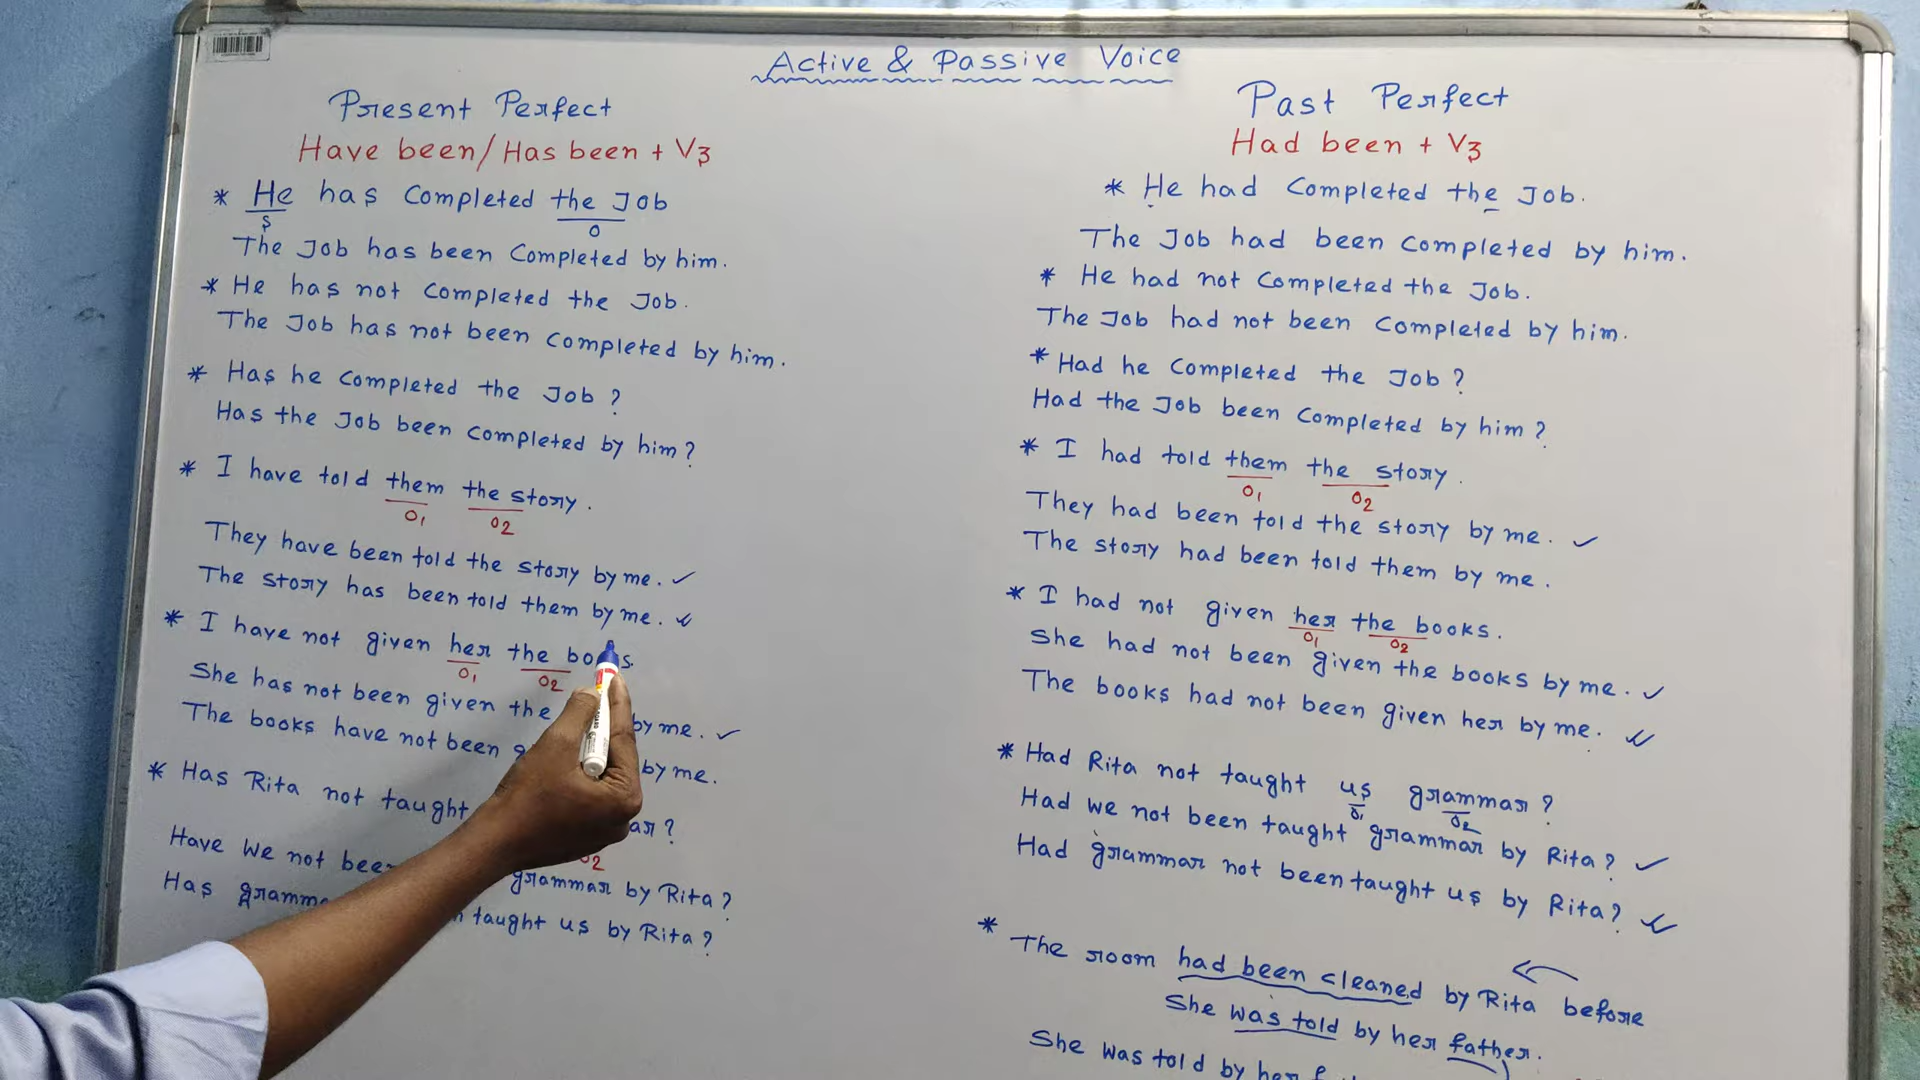 Active & Passive Voice
Present Perfect
Have been/Has been + V3
* He has completed the Job
S
O
The Job has been Completed by him.
* He has not completed the Job.
The Job has not been completed by him.
* Has he completed the Job?
Has the Job been completed by him?
* I have told them the story.
O1 O2
They have been told the story by me. ✓
The story has been told them by me. ✓
* I have not given her the books.
O1 O2
She has not been given the by me. ✓
The books have not been by me.
* Has Rita not taught
O2
Have we not been grammar by Rita?
Has taught us by Rita?
Past Perfect
Had been + V3
* He had Completed the Job.
The Job had been completed by him.
* He had not completed the Job.
The Job had not been completed by him.
* Had he Completed the Job?
Had the Job been completed by him?
* I had told them the story.
O1 O2
They had been told the story by me. ✓
The story had been told them by me.
* I had not given her the books.
O1 O2
She had not been given the books by me. ✓
The books had not been given her by me. ✓
* Had Rita not taught us grammar?
O1 O2
Had we not been taught grammar by Rita? ✓
Had grammar not been taught us by Rita? ✓
* The room had been cleaned by Rita before
She was told by her father.
She was told by her